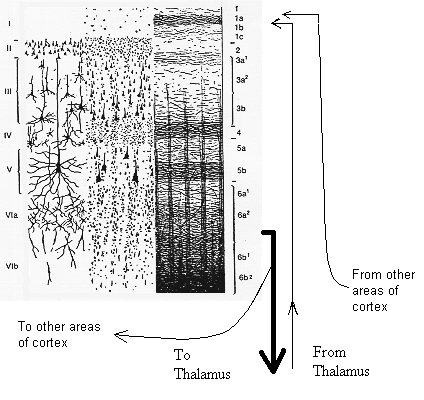 I
II
III
IV
V
VIa
VIb
1
1a
1b
1c
2
3a¹
3a²
3b
4
5a
5b
6a¹
6a²
6b¹
6b²
From other
areas of
cortex
To other areas
of cortex
To
Thalamus
From
Thalamus